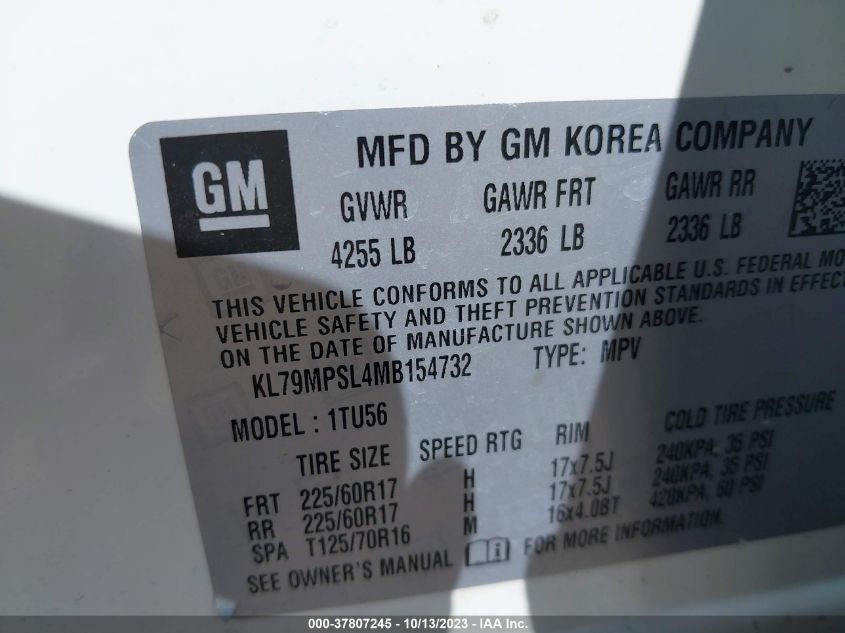 GM
MFD BY GM KOREA COMPANY
GVWR GAWR FRT GAWR RR
4255 LB 2336 LB 2336 LB
THIS VEHICLE CONFORMS TO ALL APPLICABLE U.S. FEDERAL MO
VEHICLE SAFETY AND THEFT PREVENTION STANDARDS IN EFFECT
ON THE DATE OF MANUFACTURE SHOWN ABOVE.
KL79MPSL4MB154732 TYPE: MPV
MODEL : 1TU56
TIRE SIZE SPEED RTG RIM COLD TIRE PRESSURE
FRT 225/60R17 H 17x7.5J 240KPA, 35 PSI
RR 225/60R17 H 17x7.5J 240KPA, 35 PSI
SPA T125/70R16 M 16x4.0BT 420KPA, 60 PSI
SEE OWNER'S MANUAL FOR MORE INFORMATION.
000-37807245 - 10/13/2023 - IAA Inc.